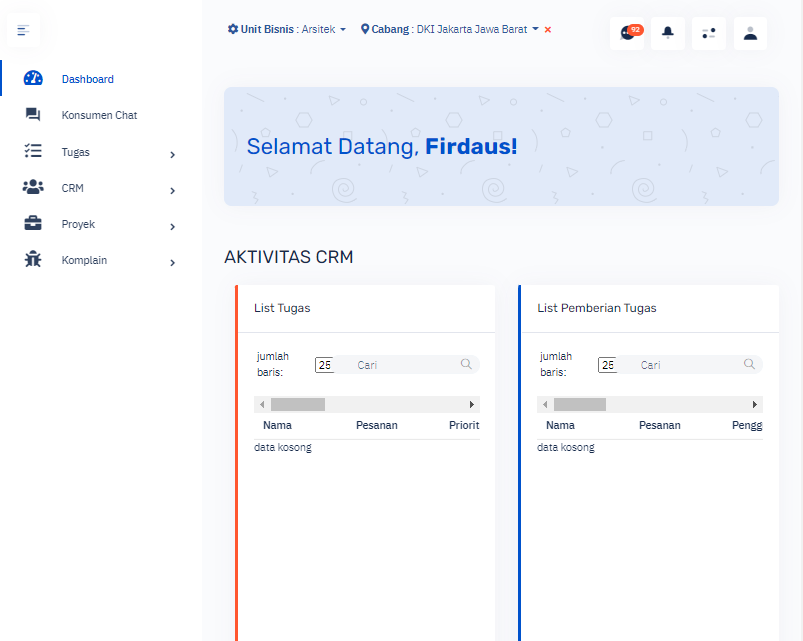 Unit Bisnis : Arsitek
Cabang : DKI Jakarta Jawa Barat
92
Dashboard
Konsumen Chat
Tugas
CRM
Proyek
Komplain
Selamat Datang, Firdaus!
AKTIVITAS CRM
List Tugas
jumlah
baris:
25
Cari
Nama Pesanan Priorit
data kosong
List Pemberian Tugas
jumlah
baris:
25
Cari
Nama Pesanan Pengg
data kosong